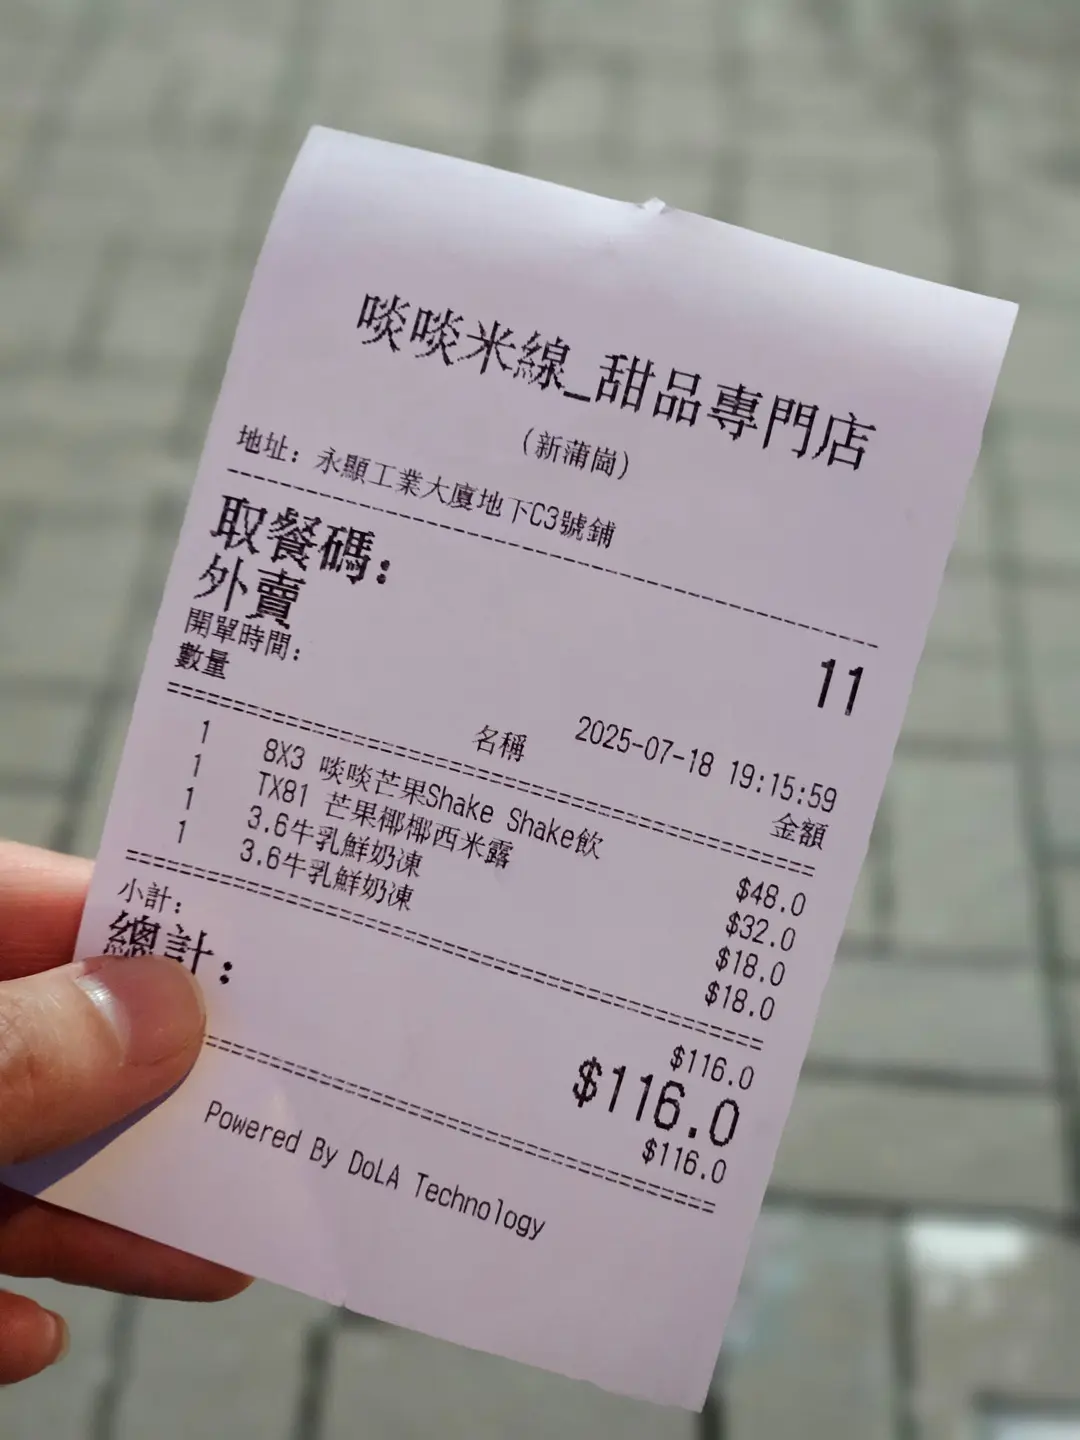 啖啖米線_甜品專門店
(新蒲崗)
地址: 永顯工業大廈地下C3號鋪
取餐碼: 11
外賣
開單時間: 2025-07-18 19:15:59
數量 名稱 金額
1 8X3 啖啖芒果Shake Shake飲 $48.0
1 TX81 芒果椰椰西米露 $32.0
1 3.6牛乳鮮奶凍 $18.0
1 3.6牛乳鮮奶凍 $18.0
小計: $116.0
總計: $116.0
$116.0
Powered By DoLA Technology